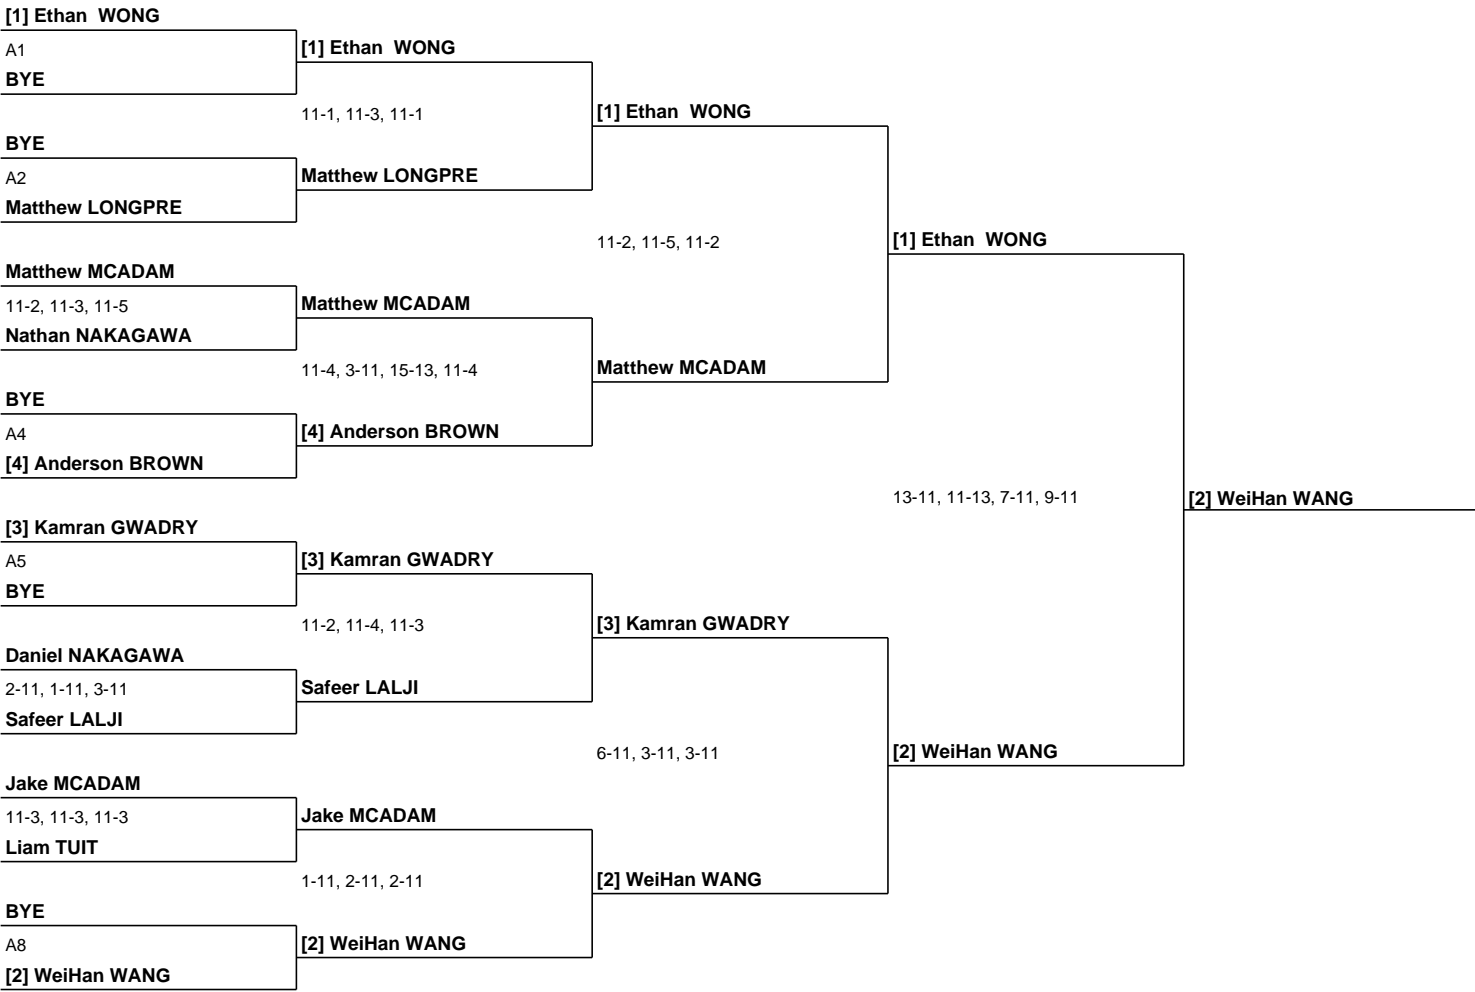 [1] Ethan  WONG
A1
BYE
BYE
A2
Matthew LONGPRE
Matthew MCADAM
11-2, 11-3, 11-5
Nathan NAKAGAWA
BYE
A4
[4] Anderson BROWN
[3] Kamran GWADRY
A5
BYE
Daniel NAKAGAWA
2-11, 1-11, 3-11
Safeer LALJI
Jake MCADAM
11-3, 11-3, 11-3
Liam TUIT
BYE
A8
[2] WeiHan WANG
[1] Ethan  WONG
11-1, 11-3, 11-1
Matthew LONGPRE
Matthew MCADAM
11-4, 3-11, 15-13, 11-4
[4] Anderson BROWN
[3] Kamran GWADRY
11-2, 11-4, 11-3
Safeer LALJI
Jake MCADAM
1-11, 2-11, 2-11
[2] WeiHan WANG
[1] Ethan  WONG
11-2, 11-5, 11-2
Matthew MCADAM
[3] Kamran GWADRY
6-11, 3-11, 3-11
[2] WeiHan WANG
[1] Ethan  WONG
13-11, 11-13, 7-11, 9-11
[2] WeiHan WANG
[2] WeiHan WANG